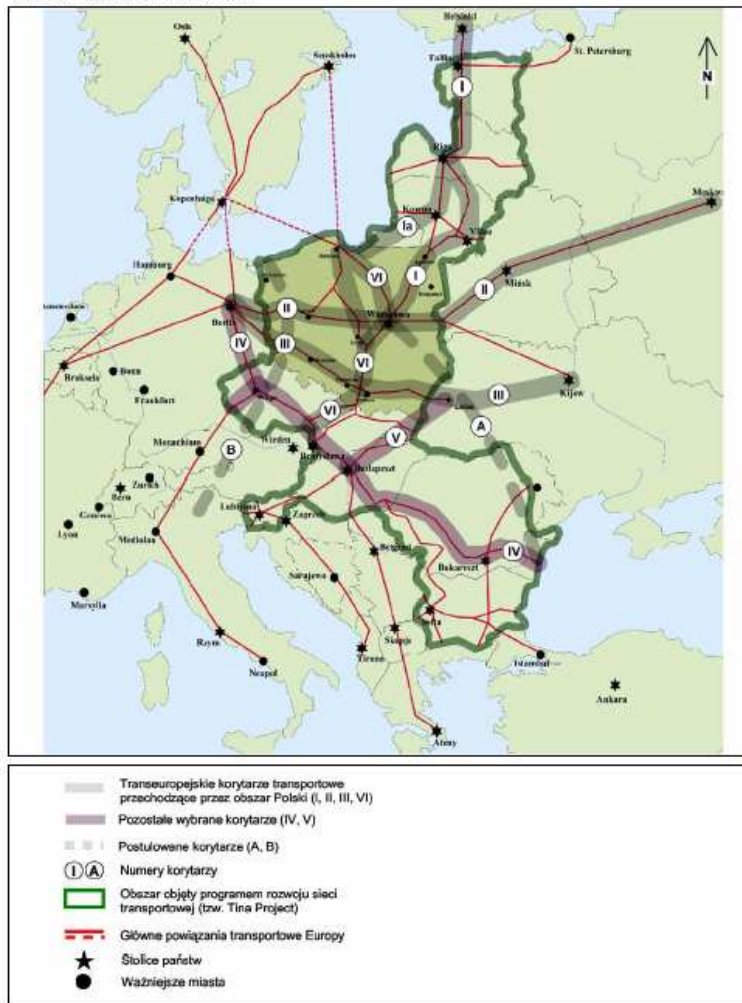 Oslo
Helsinki
Sztokholm
Tallin
St. Petersburg
N
I
Ryga
Kopenhaga
Kowno
Moskwa
Ia
Wilno
Hamburg
VI
I
II
Mińsk
Berlin
II
Warszawa
IV
III
VI
Bruksela
Bonn
Frankfurt
III
Kijew
VI
A
B
Wiedeń
V
Monachium
Bratysława
Budapeszt
Zurich
Bern
Lubljana
Zagrzeb
Genewa
Lyon
Mediolan
Belgrad
IV
Bukareszt
Sarajewo
Marsylia
Sofia
Rzym
Skopje
Tirana
Istambuł
Neapol
Ankara
Ateny
Transeuropejskie korytarze transportowe
przechodzące przez obszar Polski (I, II, III, VI)
Pozostałe wybrane korytarze (IV, V)
Postulowane korytarze (A, B)
I A Numery korytarzy
Obszar objęty programem rozwoju sieci
transportowej (tzw. Tina Project)
Główne powiązania transportowe Europy
Stolice państw
Ważniejsze miasta